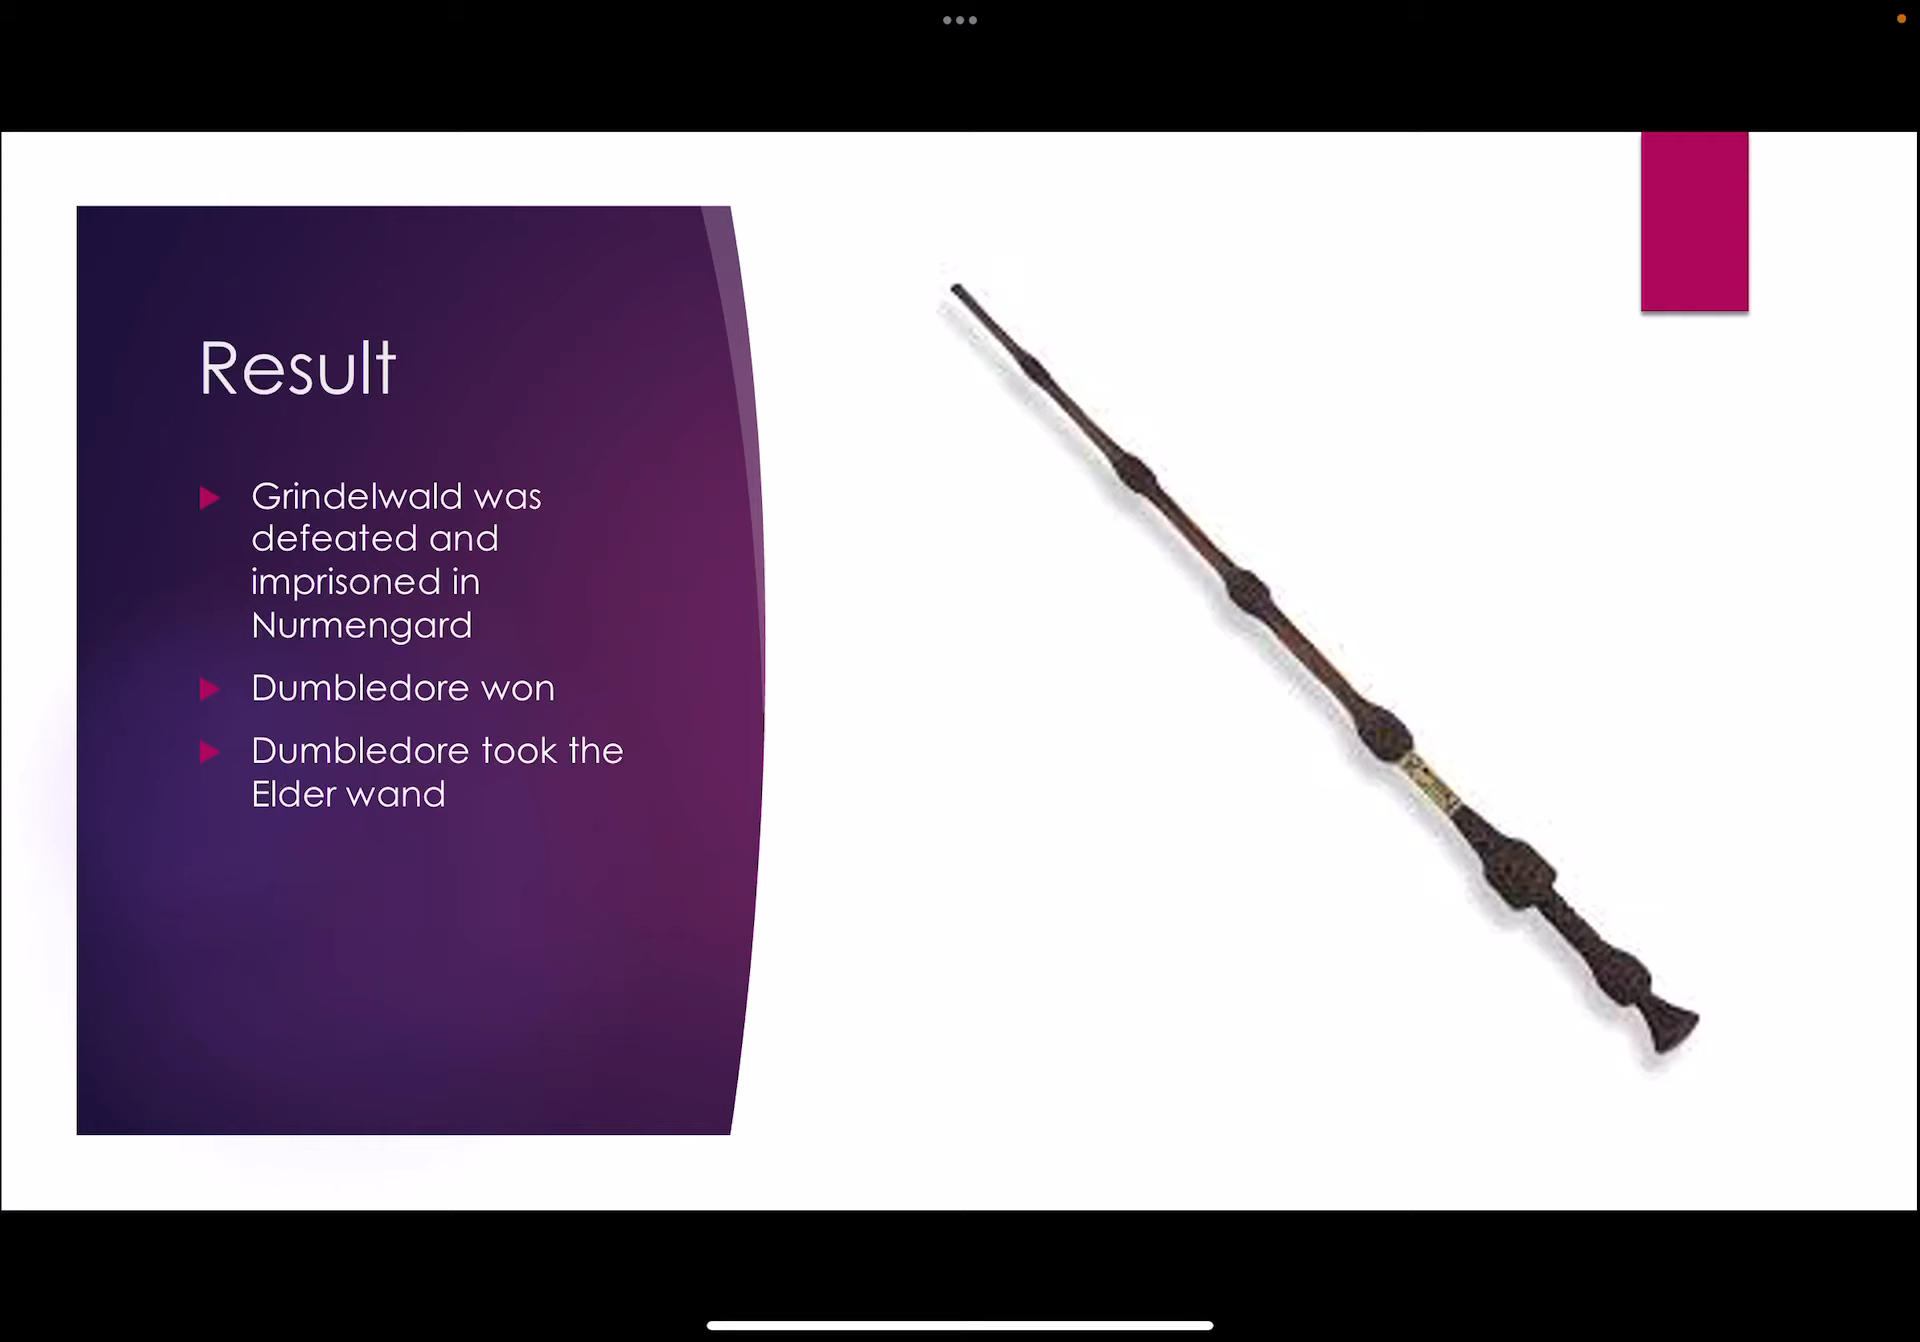 Result
Grindelwald was
defeated and
imprisoned in
Nurmengard
Dumbledore won
Dumbledore took the
Elder wand